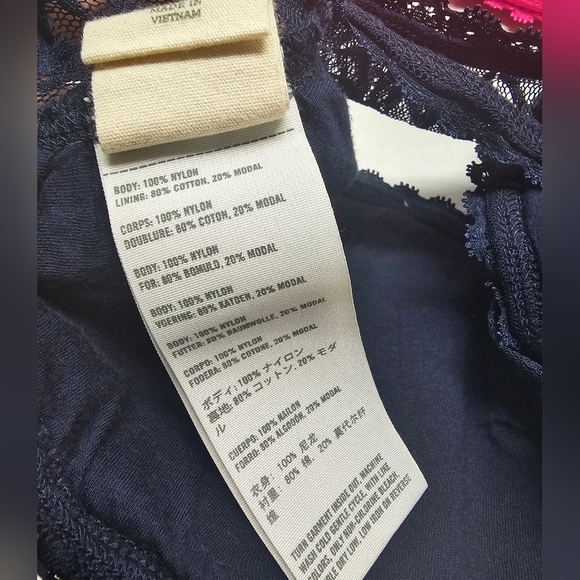 MADE IN
VIETNAM
BODY: 100% NYLON
LINING: 80% COTTON, 20% MODAL
CORPS: 100% NYLON
DOUBLURE: 80% COTON, 20% MODAL
BODY: 100% NYLON
FOR: 80% BOMULD, 20% MODAL
BODY: 100% NYLON
VOERING: 80% KATOEN, 20% MODAL
BODY: 100% NYLON
FUTTER: 80% BAUMWOLLE, 20% MODAL
CORPO: 100% NYLON
FODERA: 80% COTONE, 20% MODAL
ボディ: 100% ナイロン
裏地: 80% コットン, 20% モダ
ル
CUERPO: 100% NAILON
FORRO: 80% ALGODÓN, 20% MODAL
衣身: 100% 尼龙
衬里: 80% 棉, 20% 莫代尔纤
维
TURN GARMENT INSIDE OUT, MACHINE
WASH COLD GENTLE CYCLE, WITH LIKE
COLORS, ONLY NON-CHLORINE BLEACH,
DRY LOW, LOW IRON ON REVERSE